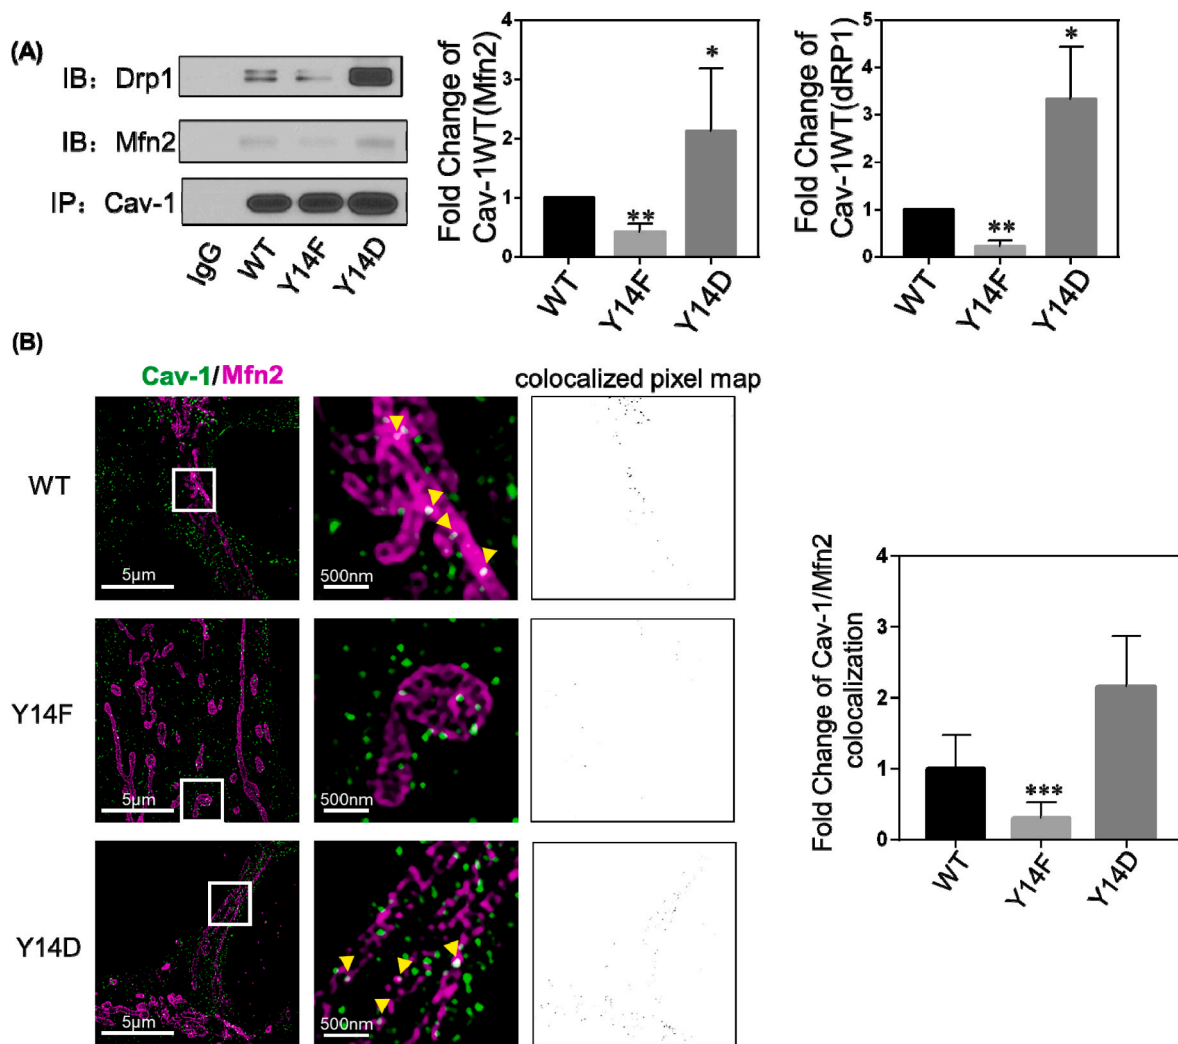 (A)
IB: Drp1
IB: Mfn2
IP: Cav-1
IgG
WT
Y14F
Y14D
Fold Change of
Cav-1WT(Mfn2)
4
3
2
1
0
*
**
WT
Y14F
Y14D
Fold Change of
Cav-1WT(dRP1)
5
4
3
2
1
0
*
**
WT
Y14F
Y14D
(B)
Cav-1/Mfn2
colocalized pixel map
WT
5μm
500nm
Y14F
5μm
500nm
Y14D
5μm
500nm
Fold Change of Cav-1/Mfn2
colocalization
4
3
2
1
0
***
WT
Y14F
Y14D